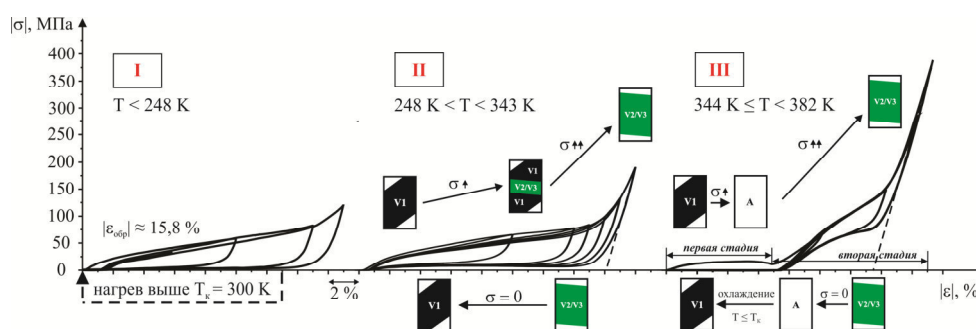 |σ|, МПа
400
350
300
250
200
150
100
50
0
I
T < 248 K
|εобр| ≈ 15,8 %
нагрев выше Tк = 300 K
2 %
II
248 K < T < 343 K
V1
σ
V1
V2/V3
V1
σ
V2/V3
V1
σ = 0
V2/V3
III
344 K ≤ T < 382 K
V1
σ
A
σ
V2/V3
первая стадия
вторая стадия
V1
охлаждение
T ≤ Tк
A
σ = 0
V2/V3
|ε|, %